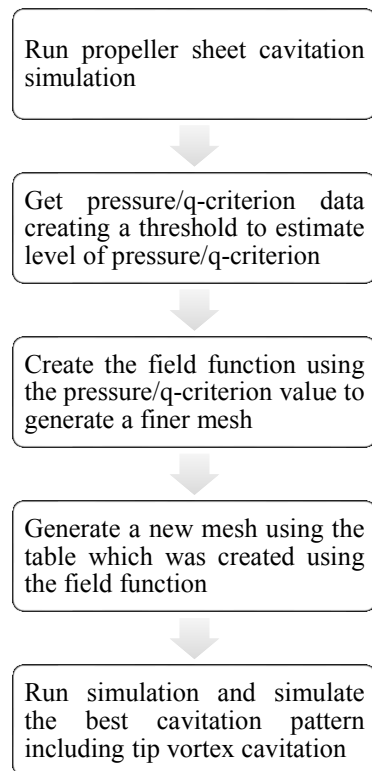 Run propeller sheet cavitation
simulation
Get pressure/q-criterion data
creating a threshold to estimate
level of pressure/q-criterion
Create the field function using
the pressure/q-criterion value to
generate a finer mesh
Generate a new mesh using the
table which was created using
the field function
Run simulation and simulate
the best cavitation pattern
including tip vortex cavitation